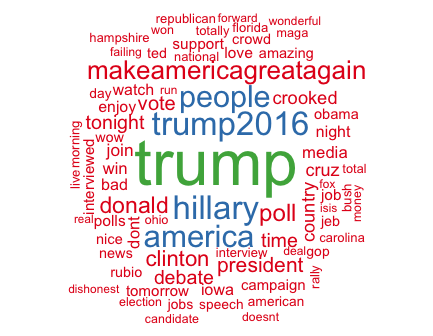 republican forward wonderful
won totally florida maga
hampshire support crowd
failing ted national love amazing
makeamericagreatagain
day watch run people crooked
enjoy vote obama
tonight trump2016 night
wow
join trump media
live morning interviewed win cruz total
bad fox job bush money
donald hillary poll country isis
real polls dont ohio jeb
nice america time carolina
news clinton interview deal gop
rubio debate president rally
dishonest tomorrow iowa campaign
election jobs speech american
candidate doesnt